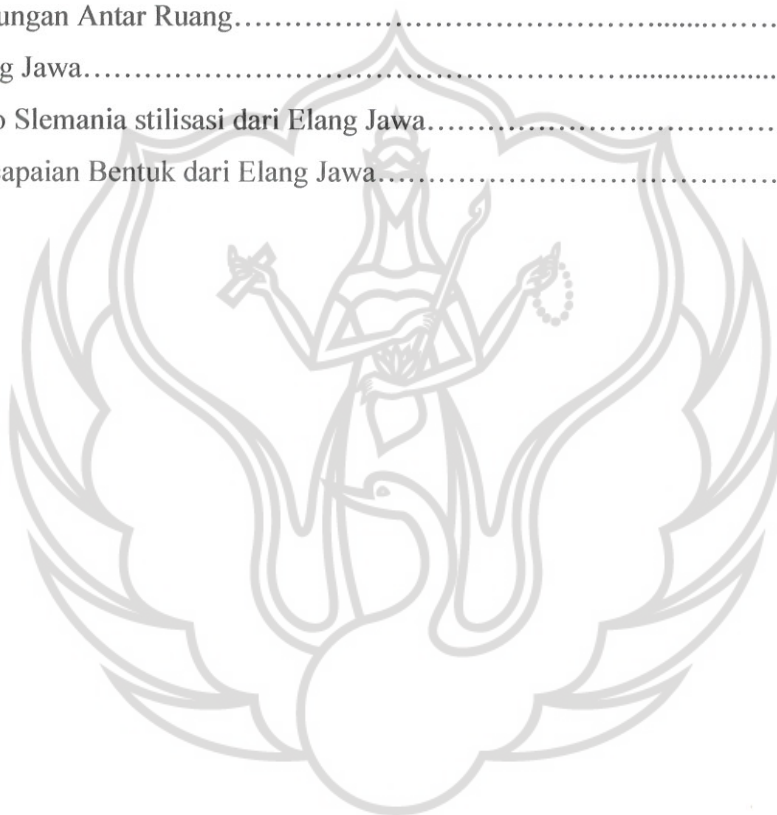 ungan Antar Ruang……………………………………….......…………..
g Jawa……………………………………………….......................
o Slemania stilisasi dari Elang Jawa……………………..……………
apaian Bentuk dari Elang Jawa……………………………………….